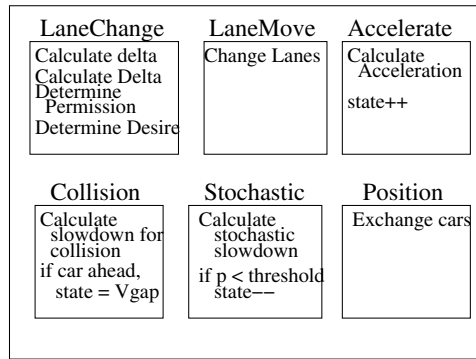 LaneChange
Calculate delta
Calculate Delta
Determine
Permission
Determine Desire
LaneMove
Change Lanes
Accelerate
Calculate
Acceleration
state++
Collision
Calculate
slowdown for
collision
if car ahead,
state = Vgap
Stochastic
Calculate
stochastic
slowdown
if p < threshold
state−−
Position
Exchange cars